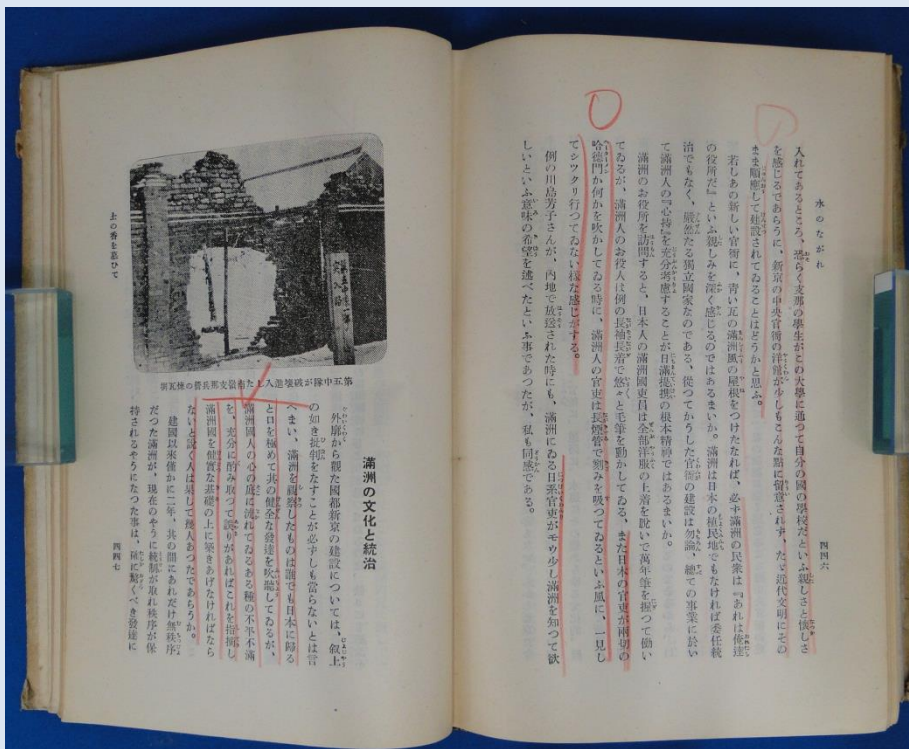 水のながれ
四四六
入れてあるところ、恐らく支那の學生がこの大學に通つて自分の國の學校だといふ親しさと懷しさ
を感じるであらうに、新京の中央官衙の洋館が少しもこんな點に留意されず、たゞ近代文明にその
まま順應して建設されてゐることはどうかと思ふ。
若しあの新しい官衙に、靑い瓦の滿洲風の屋根をつけたなれば、必ず滿洲の民衆は『あれは俺達
の役所だ』といふ親しみを深く感じるのではあるまいか。滿洲は日本の植民地でもなければ委任統
治でもなく、嚴然たる獨立國家なのである、從つてかうした官衙の建設は勿論、總ての事業に於い
て滿洲人の『心持』を充分考慮することが日滿提携の根本精神ではあるまいか。
滿洲のお役所を訪問すると、日本人の滿洲國吏員は全部洋服の上着を脫いで萬年筆を握つて働い
てゐるが、滿洲人のお役人は例の長袖長着で悠々と毛筆を動かしてゐる、また日本人官吏が兩切の
哈德門か何かを吹かしてゐる時に、滿洲人の官吏は長煙管で刻みを吸つてゐるといふ風に、一見し
てシツクリ行つてゐない樣な感じがする。
例の川島芳子さんが、內地で放送された時にも、滿洲にゐる日系官吏がモウ少し滿洲を知つて欲
しいといふ意味の希望を述べたといふ事であつたが、私も同感である。
土の香を慕ひて
四四七
第五中隊が破壞進入した
支那兵營の煉瓦塀
滿洲の文化と統治
外廓から觀た國都新京の建設については、叙上
の如き批判をなすことが必ずしも當らないとは言
へまい、滿洲を視察したものは誰でも日本に歸る
と口を極めて其の健全な發達を吹聽してゐるが、
滿洲國人の心の底に流れてゐるある種の不平不滿
を、充分に酌み取つて誤りがあればこれを指摘し
滿洲國を健實な基礎の上に築きあげなければなら
ないと說く人は果して幾人あつたであらうか。
建國以來僅かに二年、其の間にあれだけ無秩序
だつた滿洲が、現在のやうに統制が取れ秩序が保
持されるやうになつた事は、確に驚くべき發達に